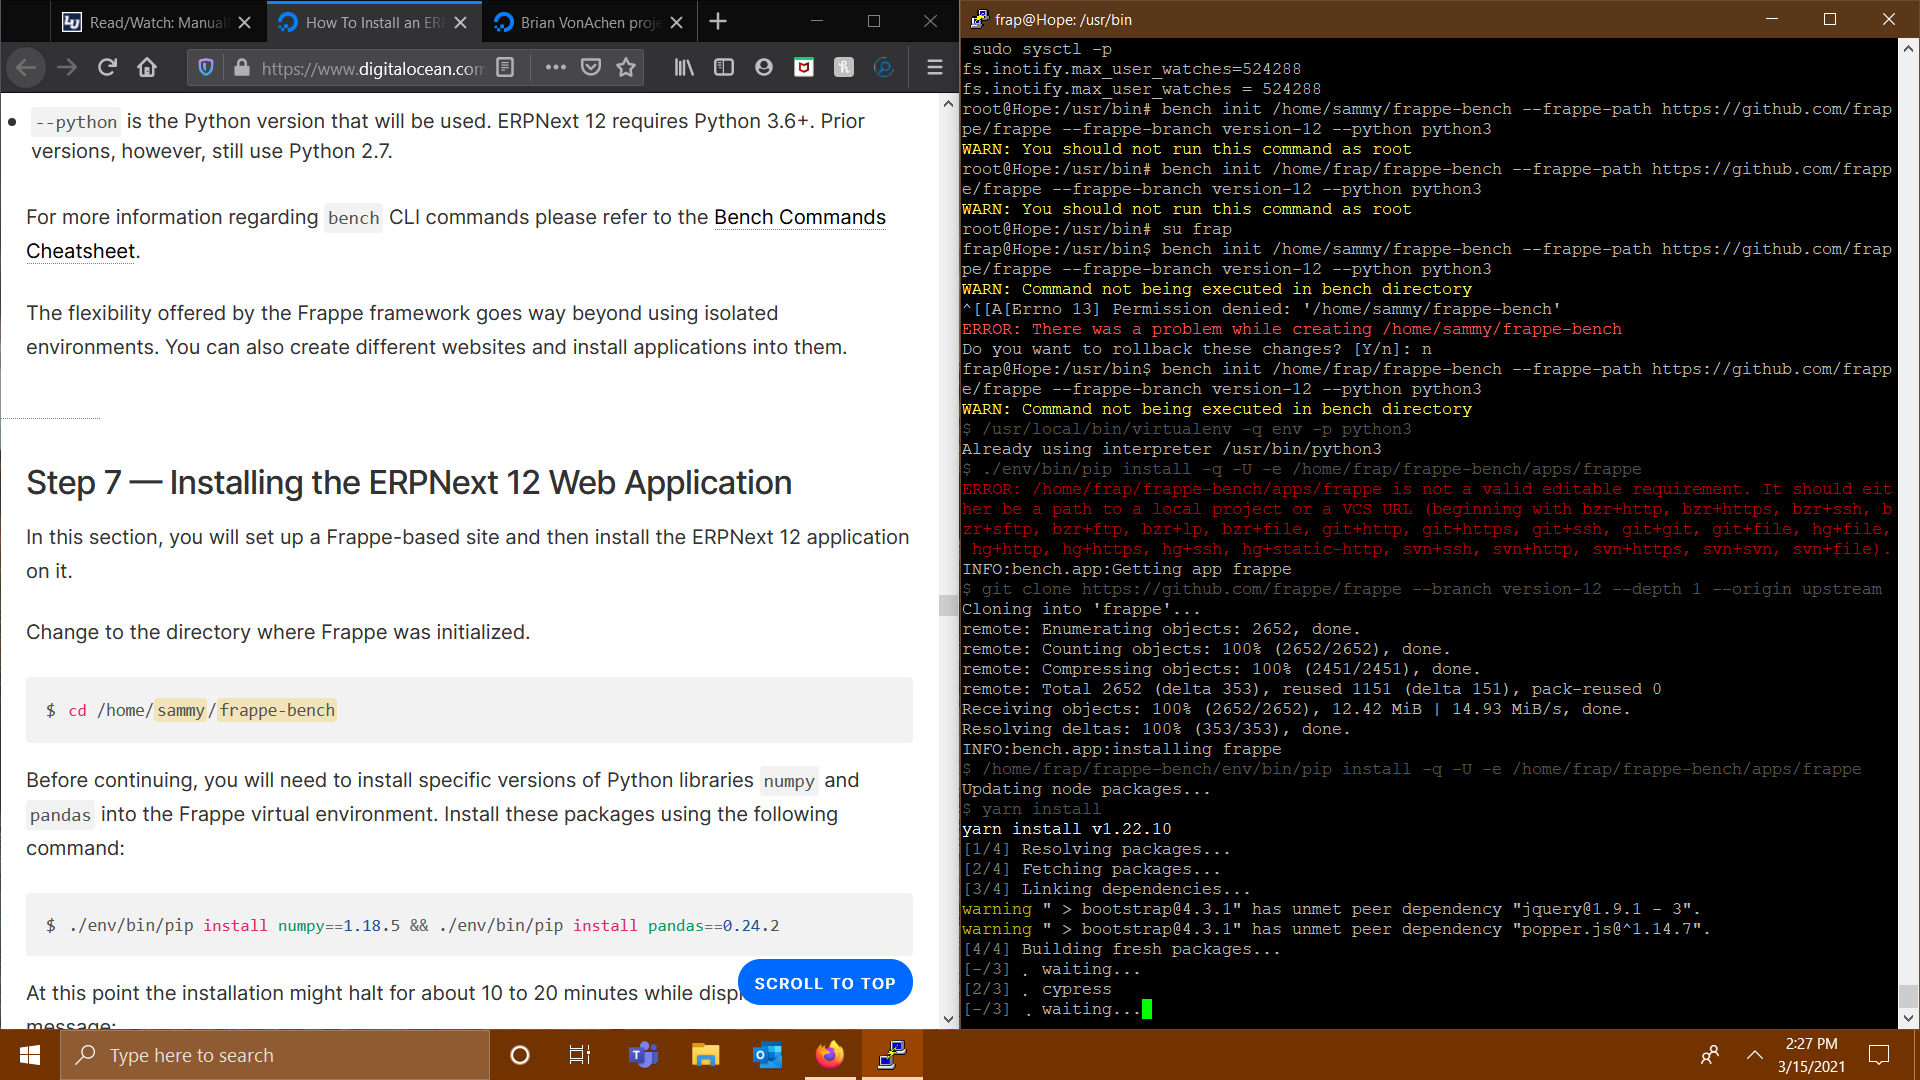 Read/Watch: Manual
How To Install an ER
Brian VonAchen proje
https://www.digitalocean.com
--python is the Python version that will be used. ERPNext 12 requires Python 3.6+. Prior
versions, however, still use Python 2.7.
For more information regarding bench CLI commands please refer to the Bench Commands
Cheatsheet.
The flexibility offered by the Frappe framework goes way beyond using isolated
environments. You can also create different websites and install applications into them.
Step 7 — Installing the ERPNext 12 Web Application
In this section, you will set up a Frappe-based site and then install the ERPNext 12 application
on it.
Change to the directory where Frappe was initialized.
$ cd /home/sammy/frappe-bench
Before continuing, you will need to install specific versions of Python libraries numpy and
pandas into the Frappe virtual environment. Install these packages using the following
command:
$ ./env/bin/pip install numpy==1.18.5 && ./env/bin/pip install pandas==0.24.2
SCROLL TO TOP
At this point the installation might halt for about 10 to 20 minutes while displ
message:
frap@Hope: /usr/bin
sudo sysctl -p
fs.inotify.max_user_watches=524288
fs.inotify.max_user_watches = 524288
root@Hope:/usr/bin# bench init /home/sammy/frappe-bench --frappe-path https://github.com/frap
pe/frappe --frappe-branch version-12 --python python3
WARN: You should not run this command as root
root@Hope:/usr/bin# bench init /home/frap/frappe-bench --frappe-path https://github.com/frapp
e/frappe --frappe-branch version-12 --python python3
WARN: You should not run this command as root
root@Hope:/usr/bin# su frap
frap@Hope:/usr/bin$ bench init /home/sammy/frappe-bench --frappe-path https://github.com/frap
pe/frappe --frappe-branch version-12 --python python3
WARN: Command not being executed in bench directory
^[[A[Errno 13] Permission denied: '/home/sammy/frappe-bench'
ERROR: There was a problem while creating /home/sammy/frappe-bench
Do you want to rollback these changes? [Y/n]: n
frap@Hope:/usr/bin$ bench init /home/frap/frappe-bench --frappe-path https://github.com/frapp
e/frappe --frappe-branch version-12 --python python3
WARN: Command not being executed in bench directory
$ /usr/local/bin/virtualenv -q env -p python3
Already using interpreter /usr/bin/python3
$ ./env/bin/pip install -q -U -e /home/frap/frappe-bench/apps/frappe
ERROR: /home/frap/frappe-bench/apps/frappe is not a valid editable requirement. It should eit
her be a path to a local project or a VCS URL (beginning with bzr+http, bzr+https, bzr+ssh, b
zr+sftp, bzr+ftp, bzr+lp, bzr+file, git+http, git+https, git+ssh, git+git, git+file, hg+file,
hg+http, hg+https, hg+ssh, hg+static-http, svn+ssh, svn+http, svn+https, svn+svn, svn+file).
INFO:bench.app:Getting app frappe
$ git clone https://github.com/frappe/frappe --branch version-12 --depth 1 --origin upstream
Cloning into 'frappe'...
remote: Enumerating objects: 2652, done.
remote: Counting objects: 100% (2652/2652), done.
remote: Compressing objects: 100% (2451/2451), done.
remote: Total 2652 (delta 353), reused 1151 (delta 151), pack-reused 0
Receiving objects: 100% (2652/2652), 12.42 MiB | 14.93 MiB/s, done.
Resolving deltas: 100% (353/353), done.
INFO:bench.app:installing frappe
$ /home/frap/frappe-bench/env/bin/pip install -q -U -e /home/frap/frappe-bench/apps/frappe
Updating node packages...
$ yarn install
yarn install v1.22.10
[1/4] Resolving packages...
[2/4] Fetching packages...
[3/4] Linking dependencies...
warning " > bootstrap@4.3.1" has unmet peer dependency "jquery@1.9.1 - 3".
warning " > bootstrap@4.3.1" has unmet peer dependency "popper.js@^1.14.7".
[4/4] Building fresh packages...
[-/3] . waiting...
[2/3] . cypress
[-/3] . waiting...
Type here to search
2:27 PM
3/15/2021